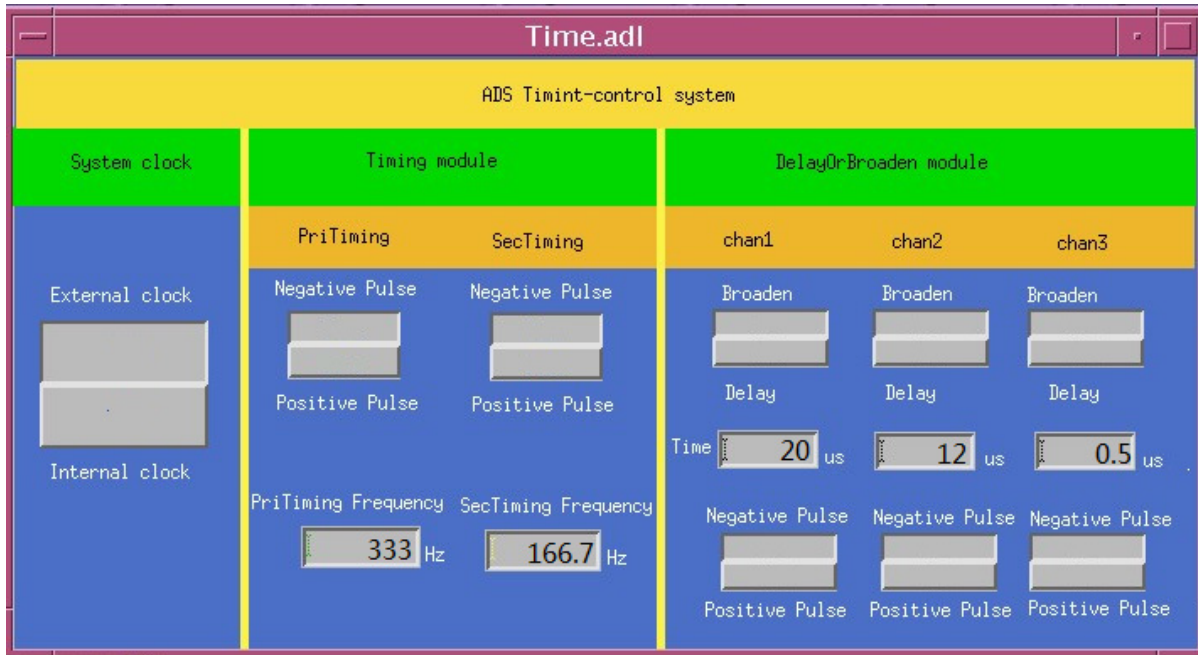 Time.adl
ADS Timint-control system
System clock
Timing module
DelayOrBroaden module
PriTiming
SecTiming
chan1
chan2
chan3
External clock
Internal clock
Negative Pulse
Negative Pulse
Positive Pulse
Positive Pulse
PriTiming Frequency
SecTiming Frequency
333 Hz
166.7 Hz
Broaden
Broaden
Broaden
Delay
Delay
Delay
Time 20 us
12 us
0.5 us
Negative Pulse
Negative Pulse
Negative Pulse
Positive Pulse
Positive Pulse
Positive Pulse